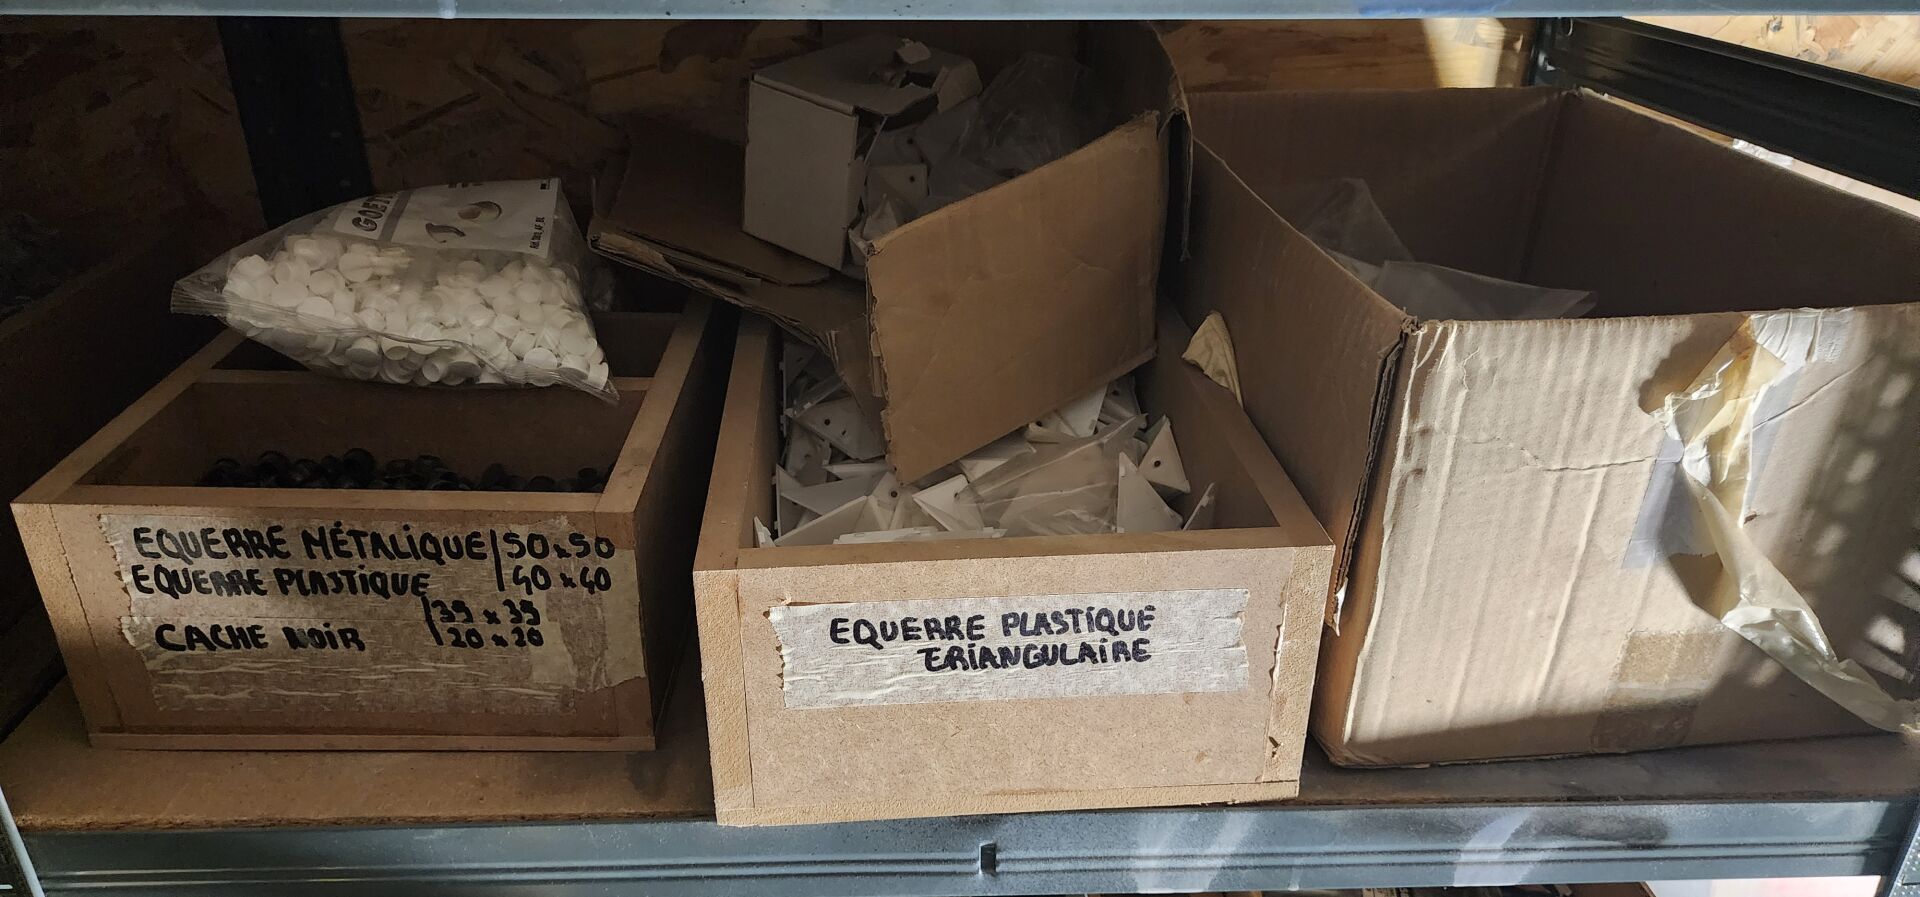 EQUERRE MÉTALIQUE 50x50
EQUERRE PLASTIQUE 40x40
35x35
CACHE NOIR 20x20
EQUERRE PLASTIQUE
TRIANGULAIRE